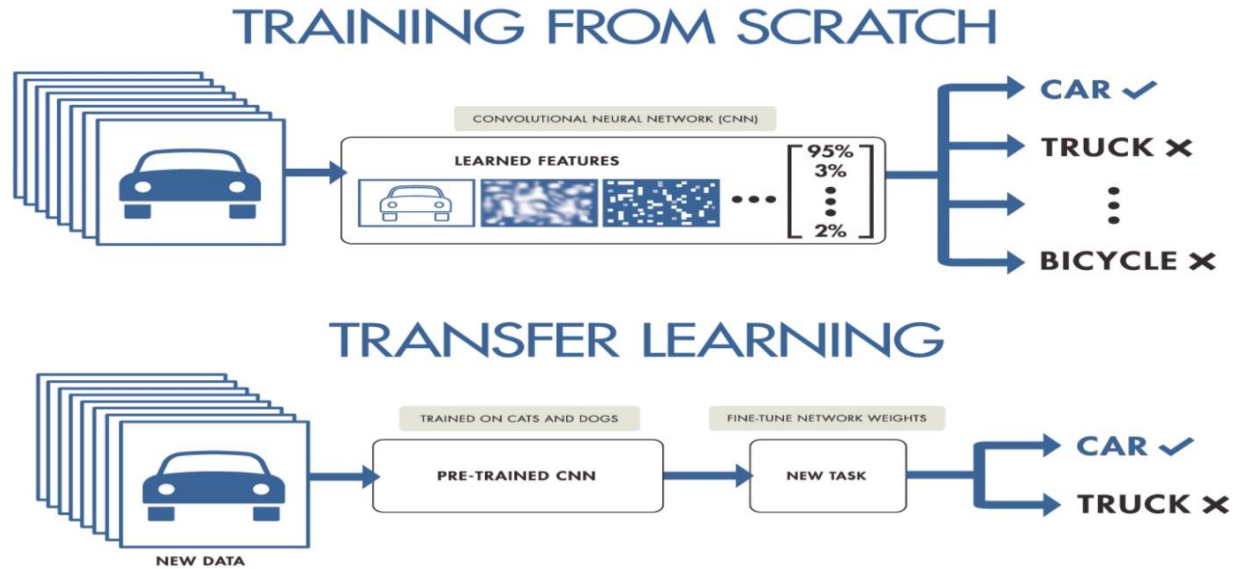 TRAINING FROM SCRATCH
CONVOLUTIONAL NEURAL NETWORK (CNN)
LEARNED FEATURES
95%
3%
2%
CAR
TRUCK
BICYCLE
TRANSFER LEARNING
TRAINED ON CATS AND DOGS
FINE-TUNE NETWORK WEIGHTS
PRE-TRAINED CNN
NEW TASK
CAR
TRUCK
NEW DATA